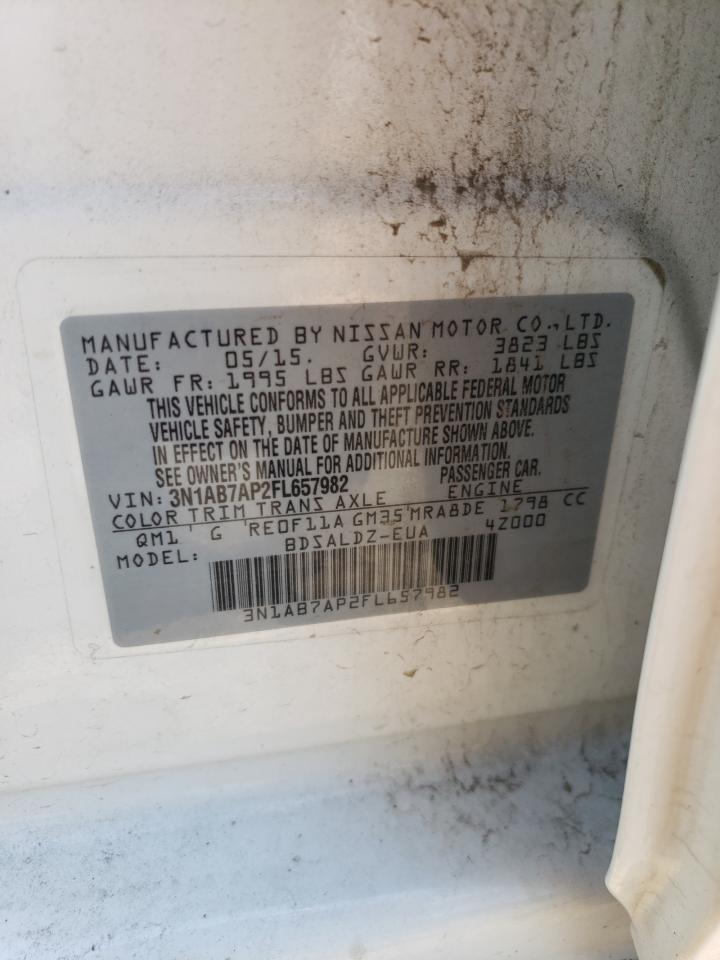 MANUFACTURED BY NISSAN MOTOR CO., LTD.
DATE: 05/15. GVWR: 3823 LBS
GAWR FR: 1995 LBS GAWR RR: 1841 LBS
THIS VEHICLE CONFORMS TO ALL APPLICABLE FEDERAL MOTOR
VEHICLE SAFETY, BUMPER AND THEFT PREVENTION STANDARDS
IN EFFECT ON THE DATE OF MANUFACTURE SHOWN ABOVE.
SEE OWNER'S MANUAL FOR ADDITIONAL INFORMATION.
VIN: 3N1AB7AP2FL657982 PASSENGER CAR.
COLOR TRIM TRANS AXLE ENGINE
QM1 G RE0F11A GM35 MRA8DE 1798 CC
MODEL: BDSALDZ-EUA 4Z000
3N1AB7AP2FL657982